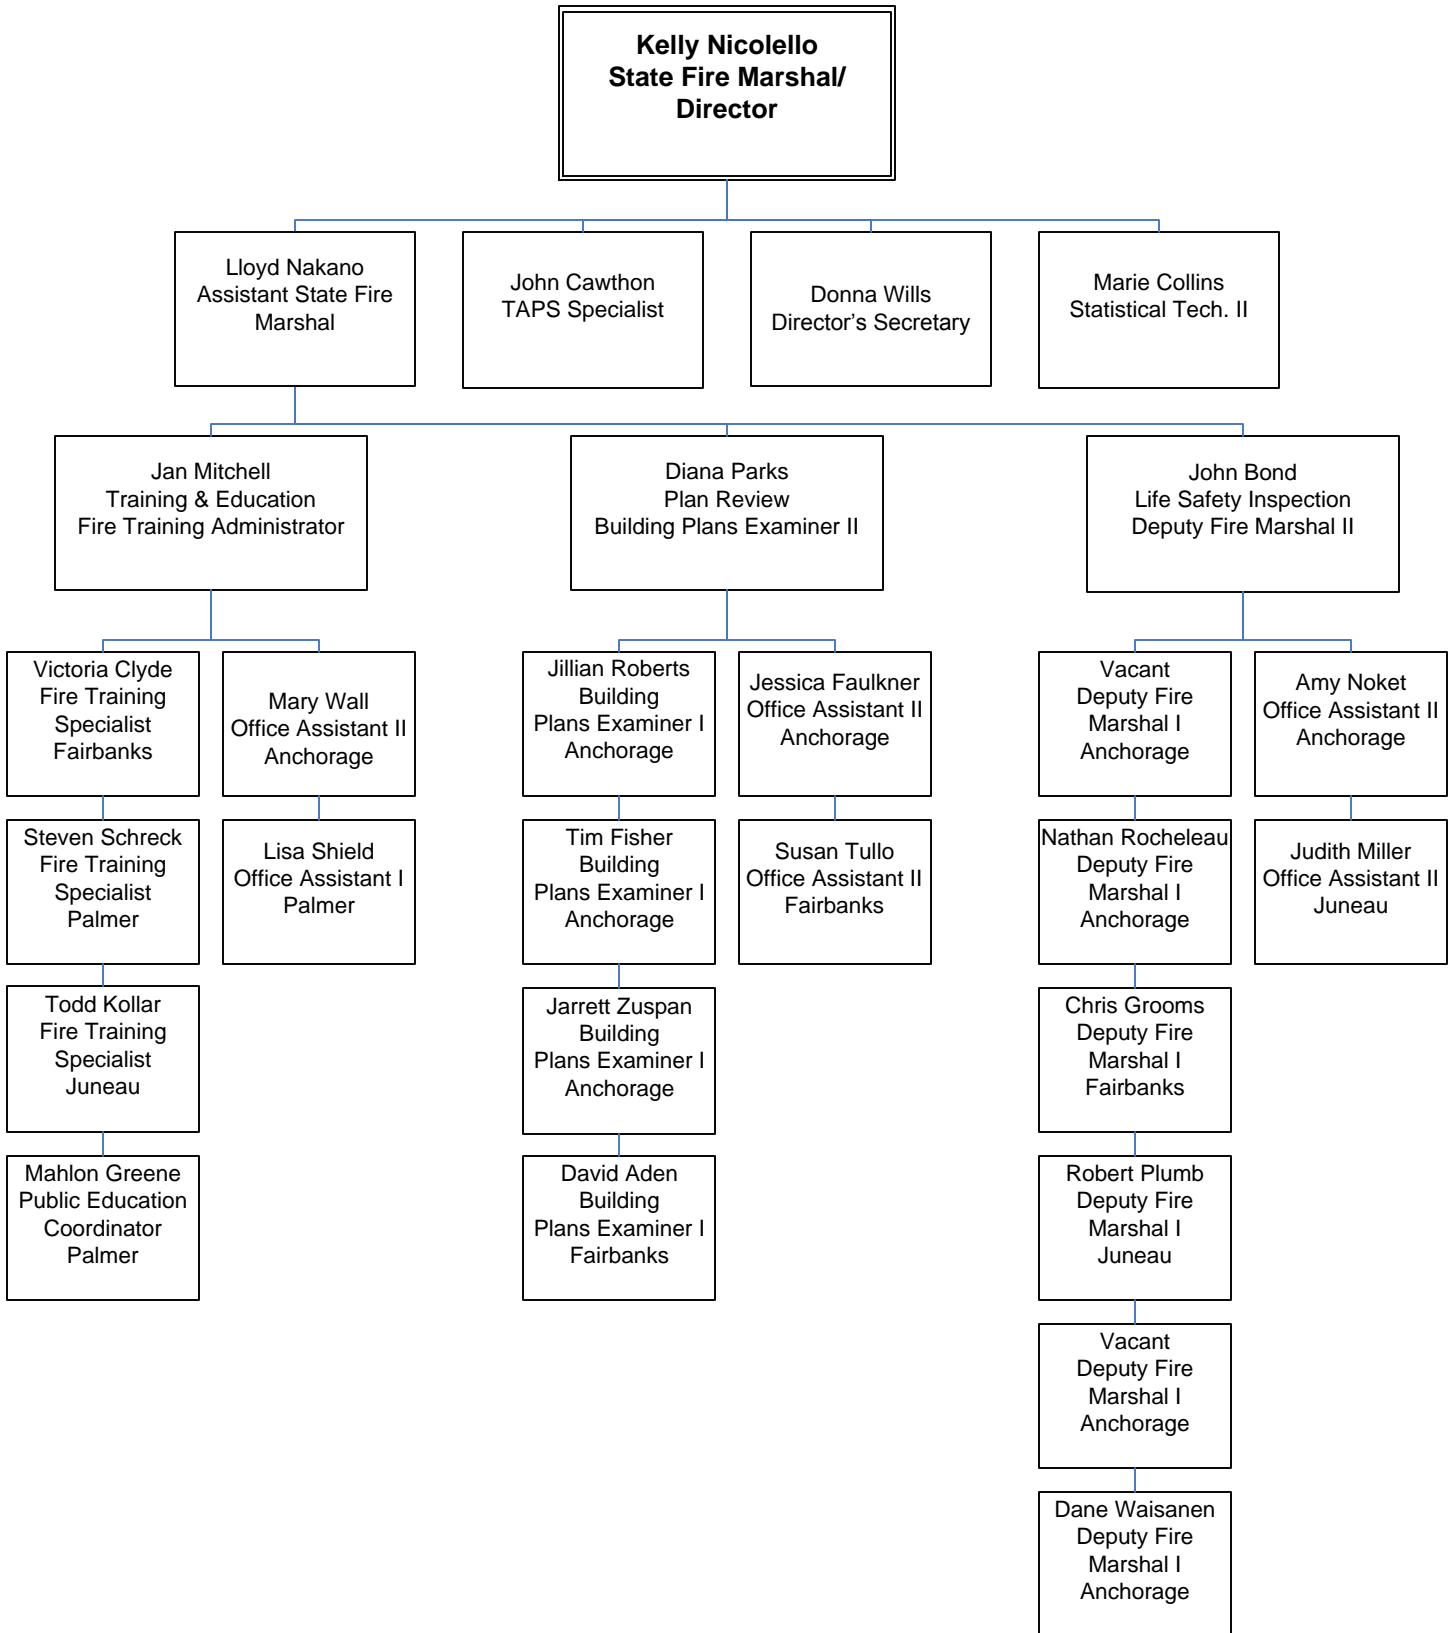 Kelly Nicolello
State Fire Marshal/
Director
Lloyd Nakano
Assistant State Fire
Marshal
John Cawthon
TAPS Specialist
Donna Wills
Director’s Secretary
Marie Collins
Statistical Tech. II
Jan Mitchell
Training & Education
Fire Training Administrator
Diana Parks
Plan Review
Building Plans Examiner II
John Bond
Life Safety Inspection
Deputy Fire Marshal II
Victoria Clyde
Fire Training
Specialist
Fairbanks
Mary Wall
Office Assistant II
Anchorage
Jillian Roberts
Building
Plans Examiner I
Anchorage
Jessica Faulkner
Office Assistant II
Anchorage
Vacant
Deputy Fire
Marshal I
Anchorage
Amy Noket
Office Assistant II
Anchorage
Steven Schreck
Fire Training
Specialist
Palmer
Lisa Shield
Office Assistant I
Palmer
Tim Fisher
Building
Plans Examiner I
Anchorage
Susan Tullo
Office Assistant II
Fairbanks
Nathan Rocheleau
Deputy Fire
Marshal I
Anchorage
Judith Miller
Office Assistant II
Juneau
Todd Kollar
Fire Training
Specialist
Juneau
Jarrett Zuspan
Building
Plans Examiner I
Anchorage
Chris Grooms
Deputy Fire
Marshal I
Fairbanks
Mahlon Greene
Public Education
Coordinator
Palmer
David Aden
Building
Plans Examiner I
Fairbanks
Robert Plumb
Deputy Fire
Marshal I
Juneau
Vacant
Deputy Fire
Marshal I
Anchorage
Dane Waisanen
Deputy Fire
Marshal I
Anchorage